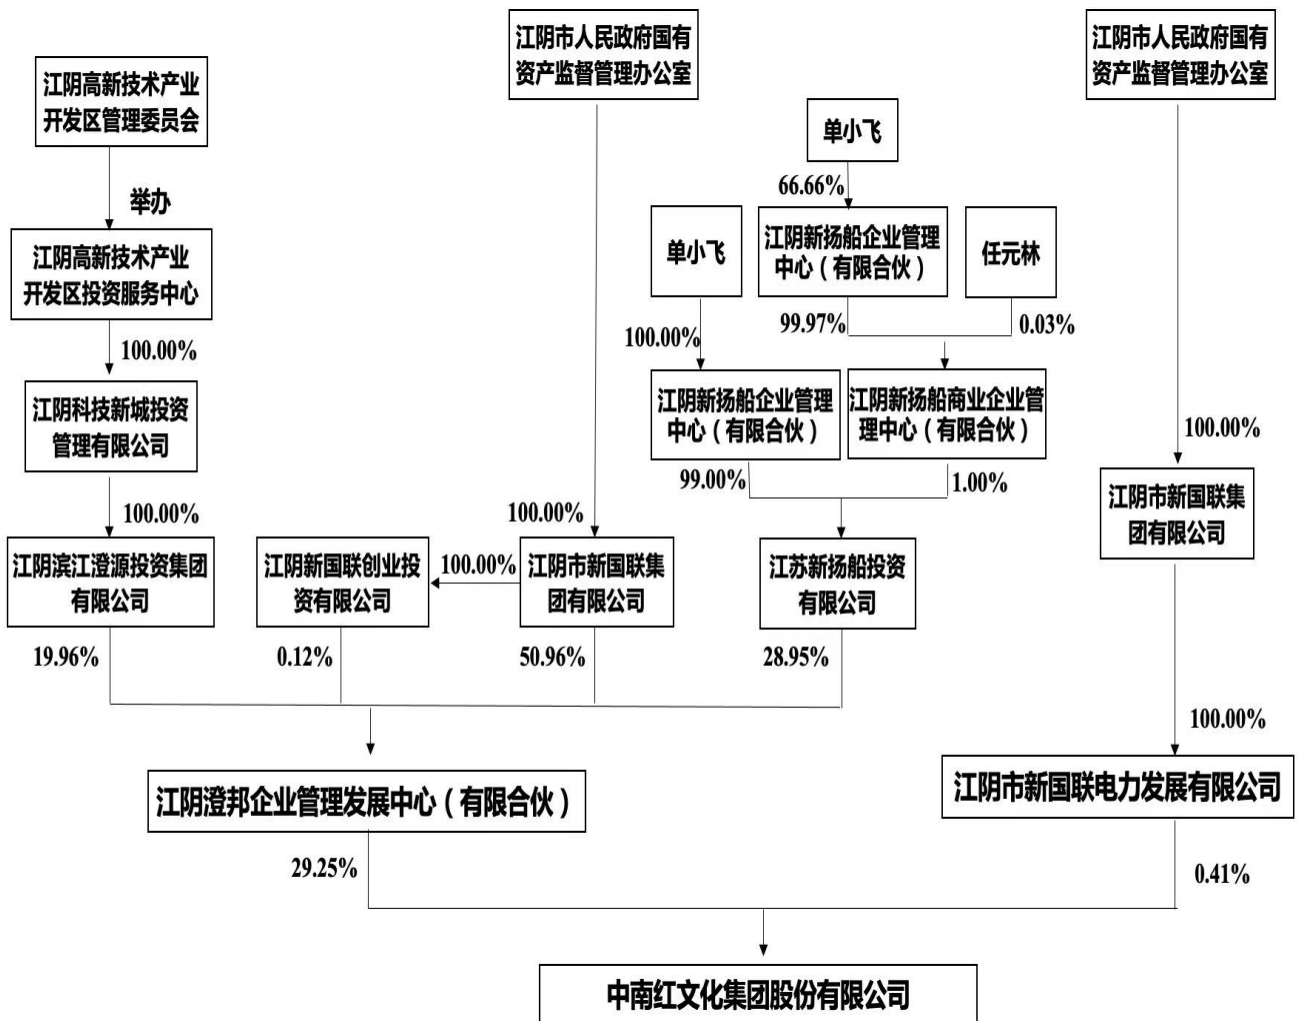 江阴市人民政府国有
资产监督管理办公室
江阴市人民政府国有
资产监督管理办公室
江阴高新技术产业
开发区管理委员会
单小飞
66.66%
举办
单小飞
江阴新扬船企业管理
中心（有限合伙）
任元林
江阴高新技术产业
开发区投资服务中心
100.00%
99.97%
0.03%
100.00%
江阴科技新城投资
管理有限公司
江阴新扬船企业管理
中心（有限合伙）
江阴新扬船商业企业管
理中心（有限合伙）
100.00%
99.00%
1.00%
江阴市新国联集
团有限公司
100.00%
100.00%
江阴滨江澄源投资集团
有限公司
江阴新国联创业投
资有限公司
100.00%
江阴市新国联集
团有限公司
江苏新扬船投资
有限公司
19.96%
0.12%
50.96%
28.95%
100.00%
江阴澄邦企业管理发展中心（有限合伙）
江阴市新国联电力发展有限公司
29.25%
0.41%
中南红文化集团股份有限公司